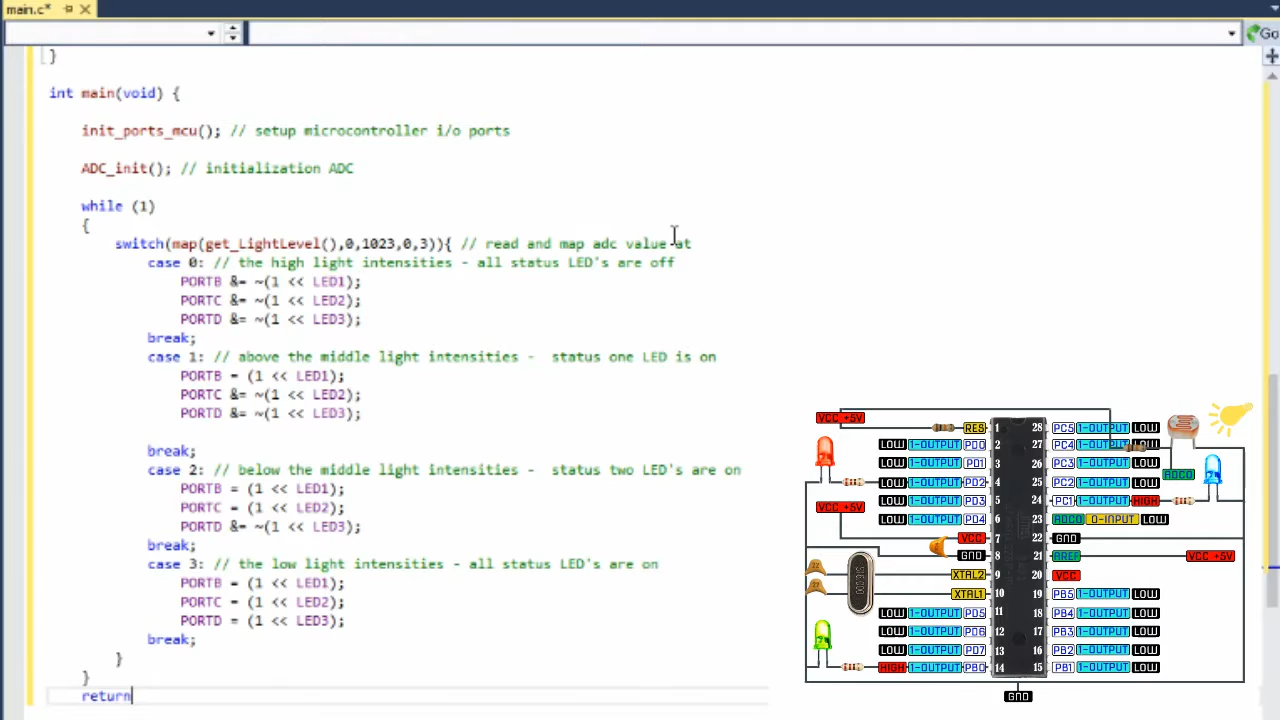 main.c*
Go
}
int main(void) {
init_ports_mcu(); // setup microcontroller i/o ports
ADC_init(); // initialization ADC
while (1)
{
switch(map(get_LightLevel(),0,1023,0,3)){ // read and map adc value at
case 0: // the high light intensities - all status LED's are off
PORTB &= ~(1 << LED1);
PORTC &= ~(1 << LED2);
PORTD &= ~(1 << LED3);
break;
case 1: // above the middle light intensities -  status one LED is on
PORTB = (1 << LED1);
PORTC &= ~(1 << LED2);
PORTD &= ~(1 << LED3);
break;
case 2: // below the middle light intensities -  status two LED's are on
PORTB = (1 << LED1);
PORTC = (1 << LED2);
PORTD &= ~(1 << LED3);
break;
case 3: // the low light intensities - all status LED's are on
PORTB = (1 << LED1);
PORTC = (1 << LED2);
PORTD = (1 << LED3);
break;
}
}
return
VCC +5V
RES 1 28 PC5 1-OUTPUT LOW
LOW 1-OUTPUT PD0 2 27 PC4 1-OUTPUT LOW
LOW 1-OUTPUT PD1 3 26 PC3 1-OUTPUT LOW
ADC0
LOW 1-OUTPUT PD2 4 25 PC2 1-OUTPUT LOW
LOW 1-OUTPUT PD3 5 24 PC1 1-OUTPUT HIGH
VCC +5V
LOW 1-OUTPUT PD4 6 23 ADC0 0-INPUT LOW
VCC 7 22 GND
GND 8 21 AREF VCC +5V
22 XTAL2 9 20 VCC
22 XTAL1 10 19 PB5 1-OUTPUT LOW
LOW 1-OUTPUT PD5 11 18 PB4 1-OUTPUT LOW
LOW 1-OUTPUT PD6 12 17 PB3 1-OUTPUT LOW
LOW 1-OUTPUT PD7 13 16 PB2 1-OUTPUT LOW
HIGH 1-OUTPUT PB0 14 15 PB1 1-OUTPUT LOW
GND